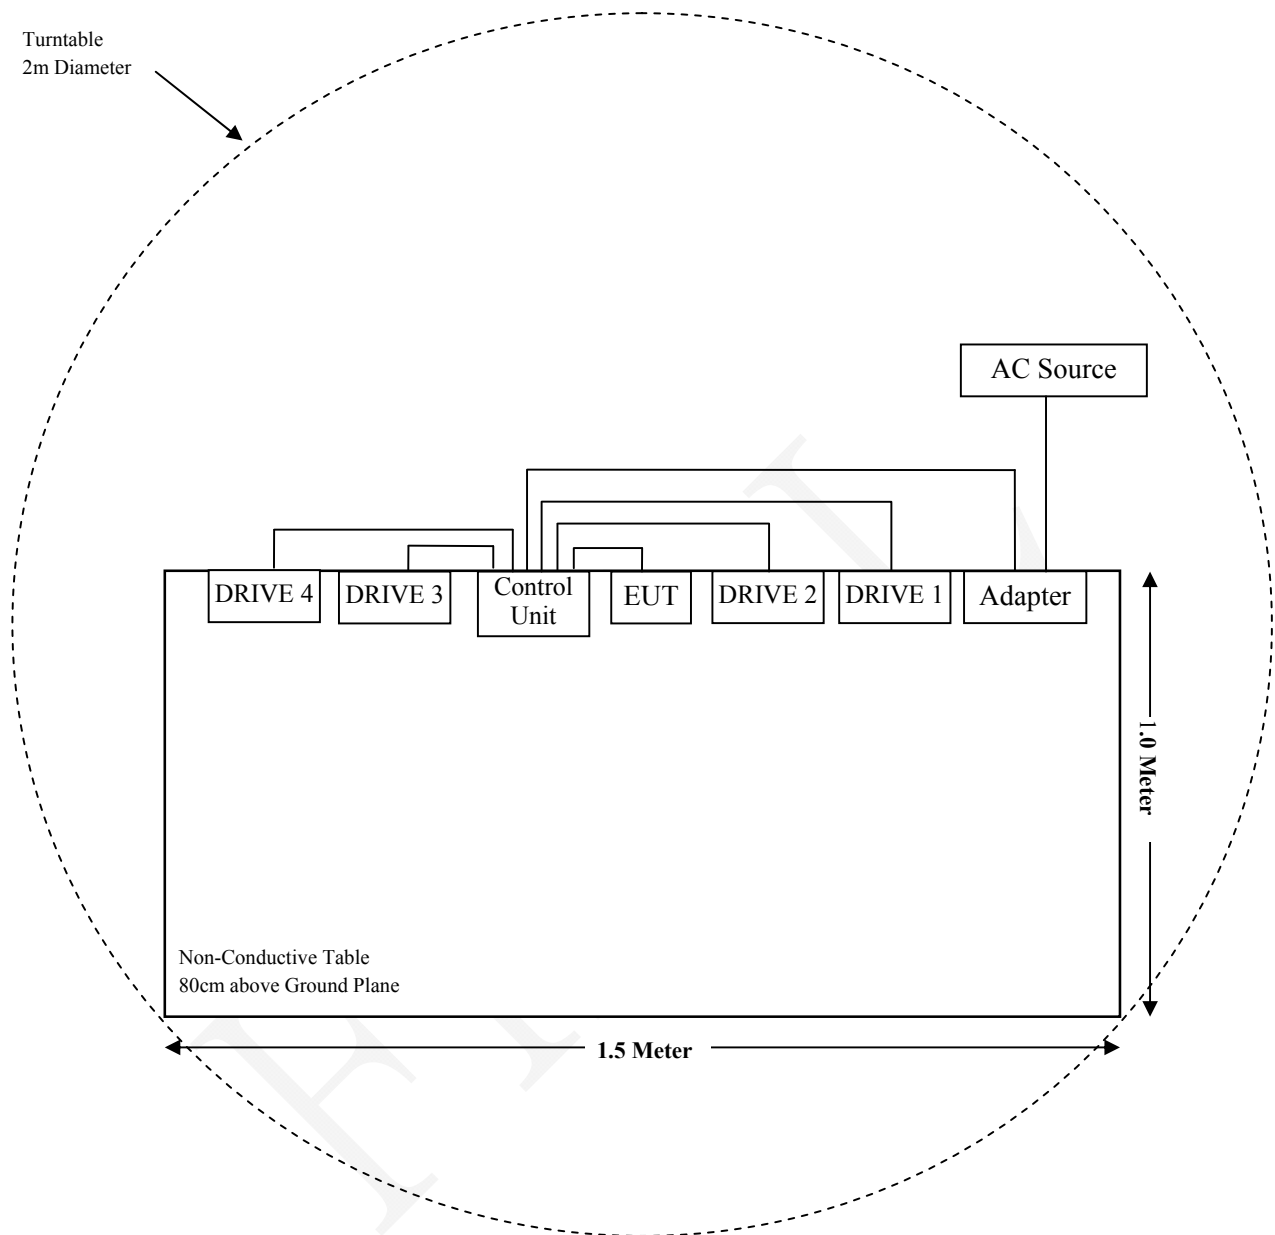 Turntable
2m Diameter
AC Source
DRIVE 4
DRIVE 3
Control
Unit
EUT
DRIVE 2
DRIVE 1
Adapter
1.0 Meter
Non-Conductive Table
80cm above Ground Plane
1.5 Meter